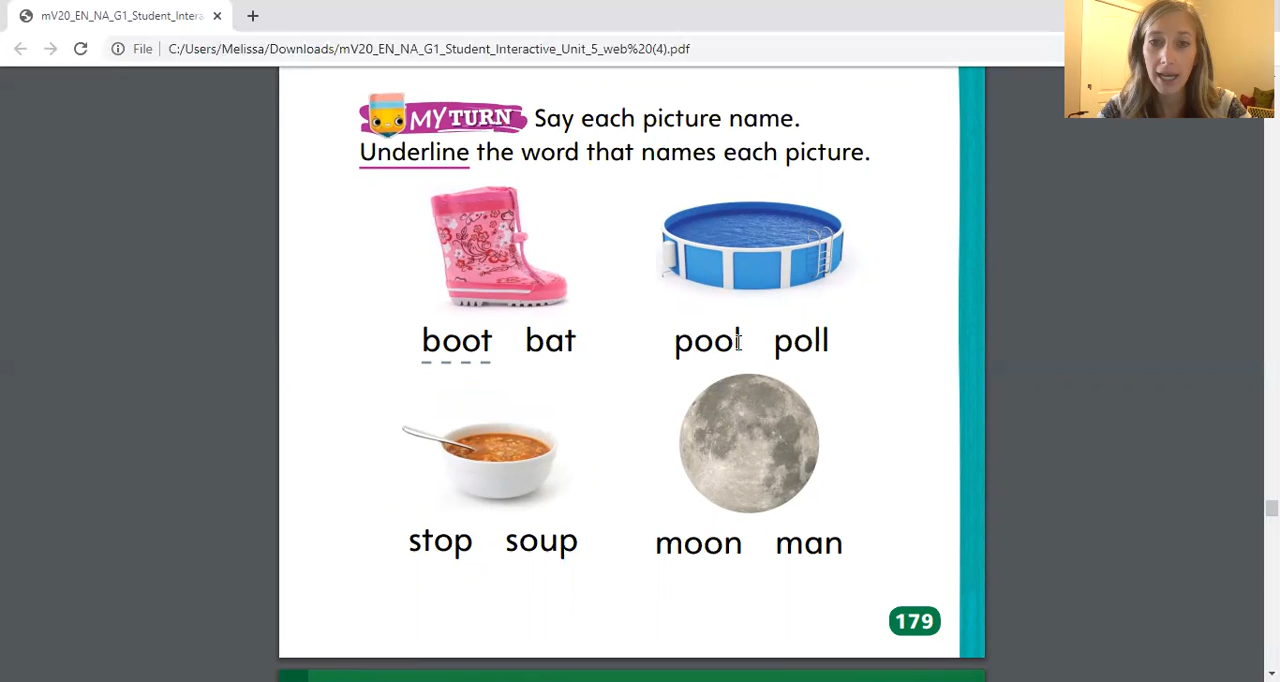 mV20_EN_NA_G1_Student_Intera
File C:/Users/Melissa/Downloads/mV20_EN_NA_G1_Student_Interactive_Unit_5_web%20(4).pdf
MY TURN Say each picture name.
Underline the word that names each picture.
boot bat pool poll
stop soup moon man
179